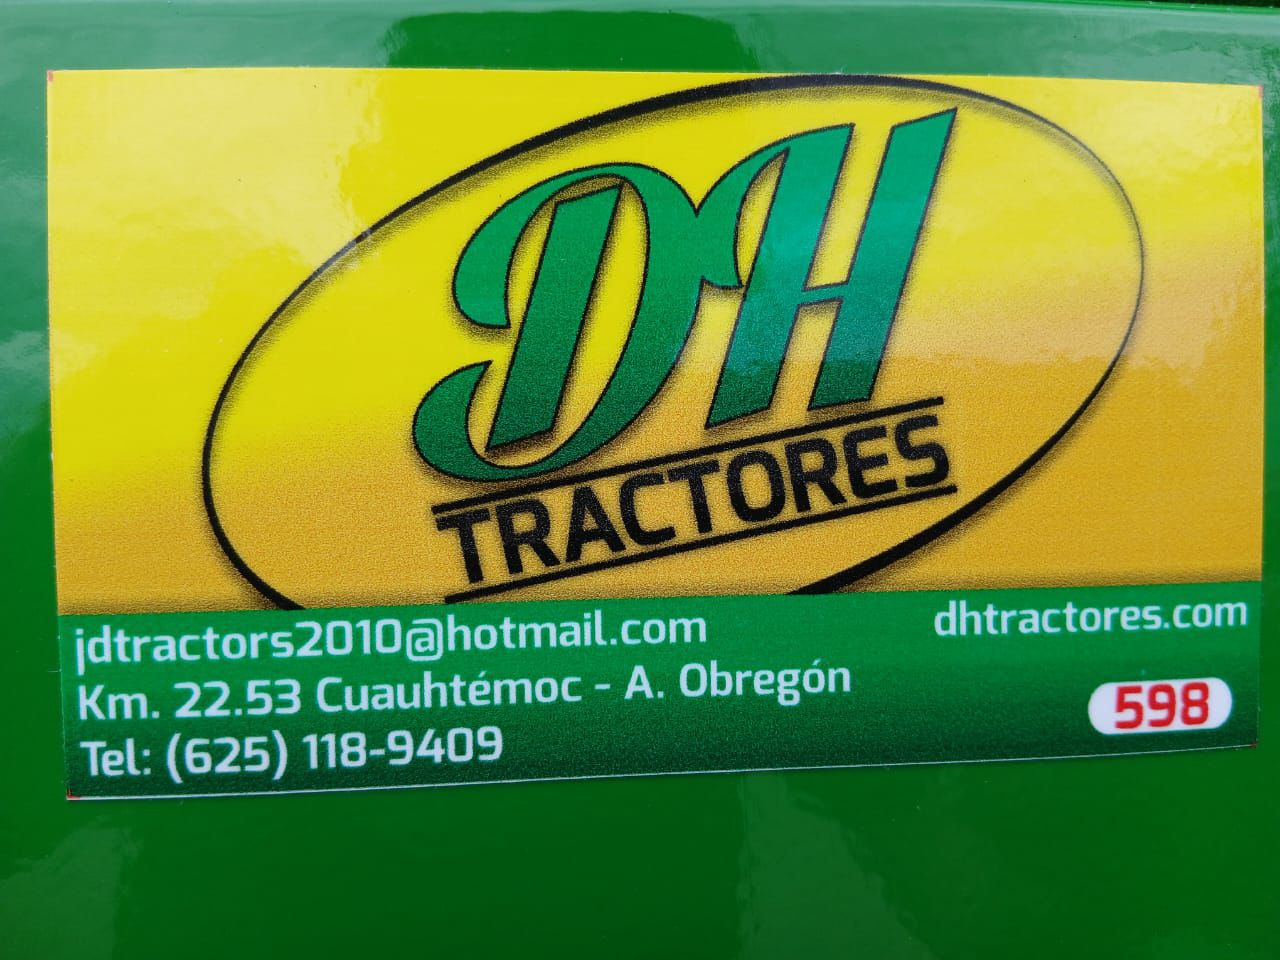 DH
TRACTORES
jdtractors2010@hotmail.com
dhtractores.com
Km. 22.53 Cuauhtémoc - A. Obregón
598
Tel: (625) 118-9409